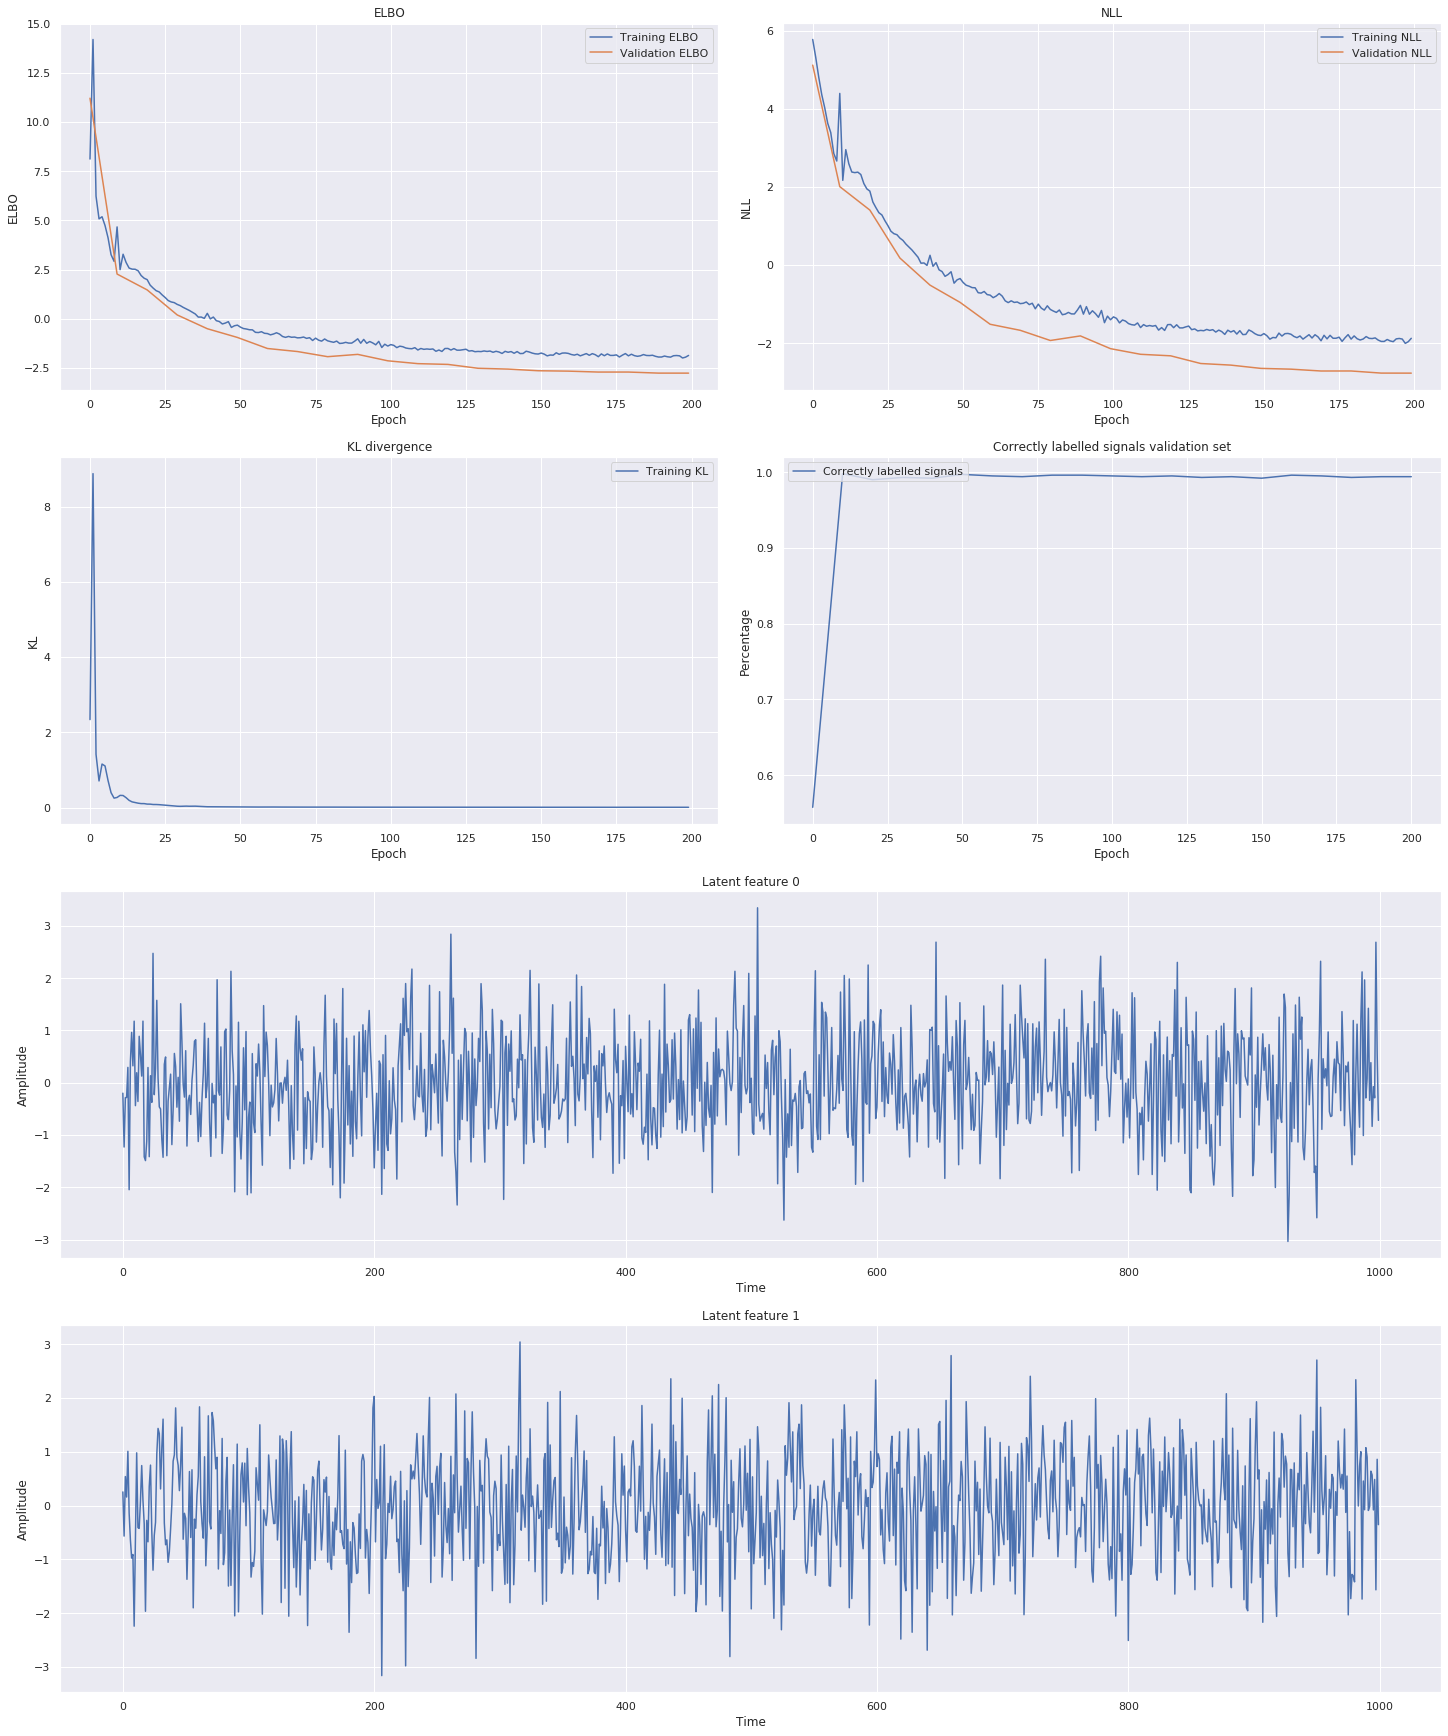 ELBO
15.0
12.5
10.0
7.5
5.0
2.5
0.0
−2.5
ELBO
Training ELBO
Validation ELBO
0 25 50 75 100 125 150 175 200
Epoch
NLL
6
4
2
0
−2
NLL
Training NLL
Validation NLL
0 25 50 75 100 125 150 175 200
Epoch
KL divergence
8
6
4
2
0
KL
Training KL
0 25 50 75 100 125 150 175 200
Epoch
Correctly labelled signals validation set
1.0
0.9
0.8
0.7
0.6
Percentage
Correctly labelled signals
0 25 50 75 100 125 150 175 200
Epoch
Latent feature 0
3
2
1
0
−1
−2
−3
Amplitude
0 200 400 600 800 1000
Time
Latent feature 1
3
2
1
0
−1
−2
−3
Amplitude
0 200 400 600 800 1000
Time